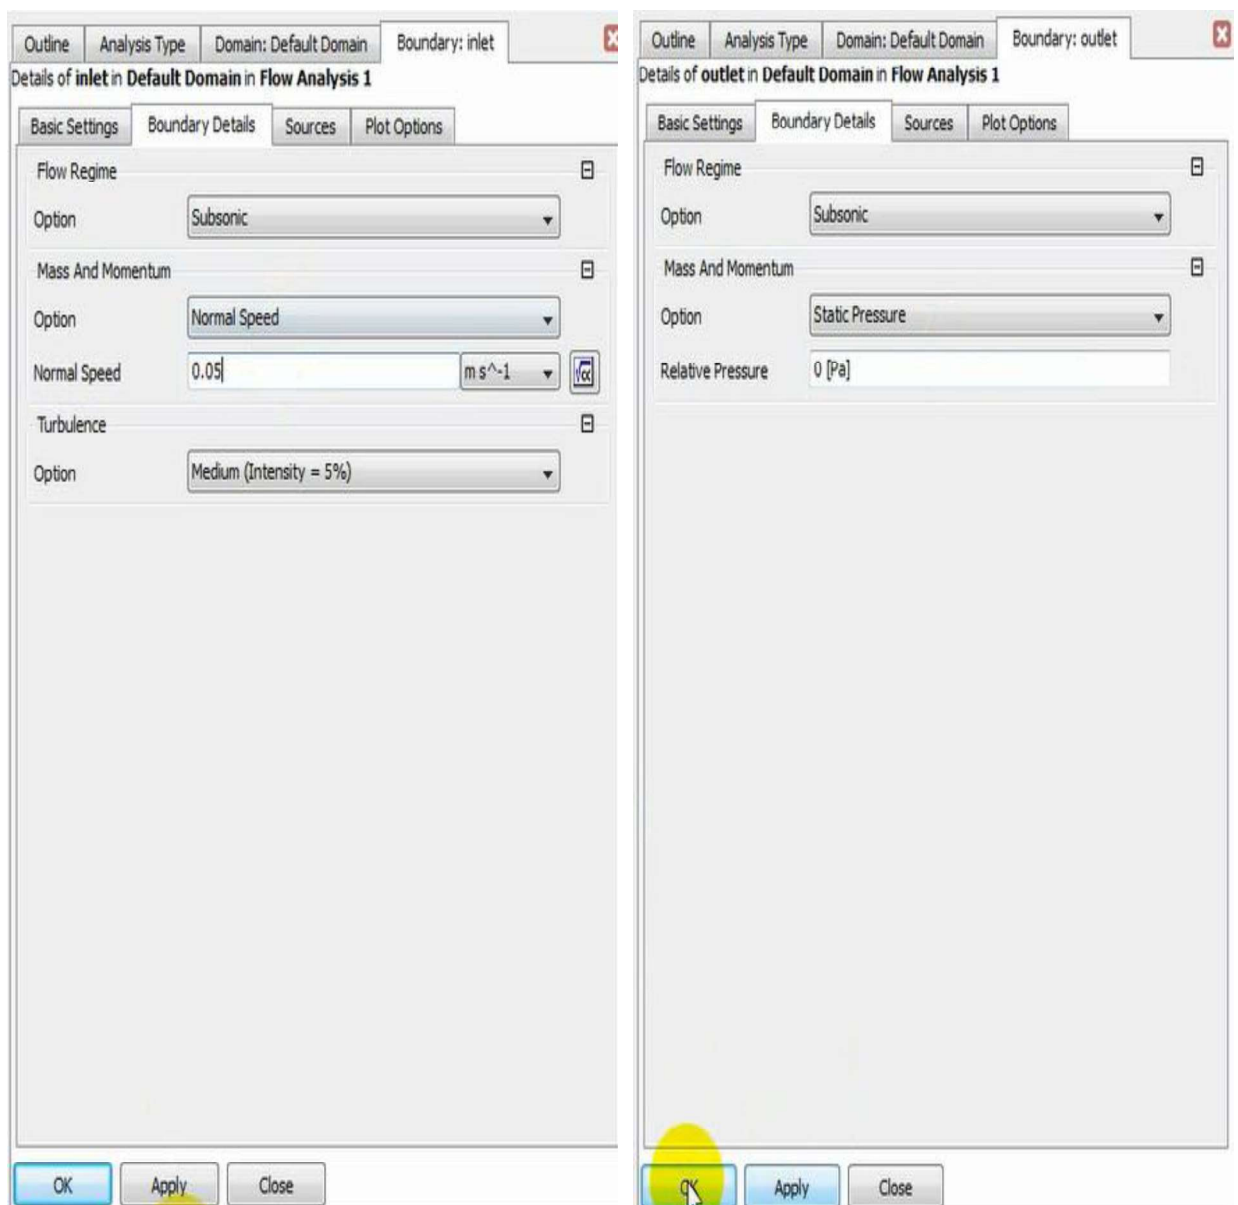 Outline Analysis Type Domain: Default Domain Boundary: inlet
Details of inlet in Default Domain in Flow Analysis 1
Basic Settings Boundary Details Sources Plot Options
Flow Regime
Option Subsonic
Mass And Momentum
Option Normal Speed
Normal Speed 0.05 m s^-1
Turbulence
Option Medium (Intensity = 5%)
OK Apply Close
Outline Analysis Type Domain: Default Domain Boundary: outlet
Details of outlet in Default Domain in Flow Analysis 1
Basic Settings Boundary Details Sources Plot Options
Flow Regime
Option Subsonic
Mass And Momentum
Option Static Pressure
Relative Pressure 0 [Pa]
OK Apply Close